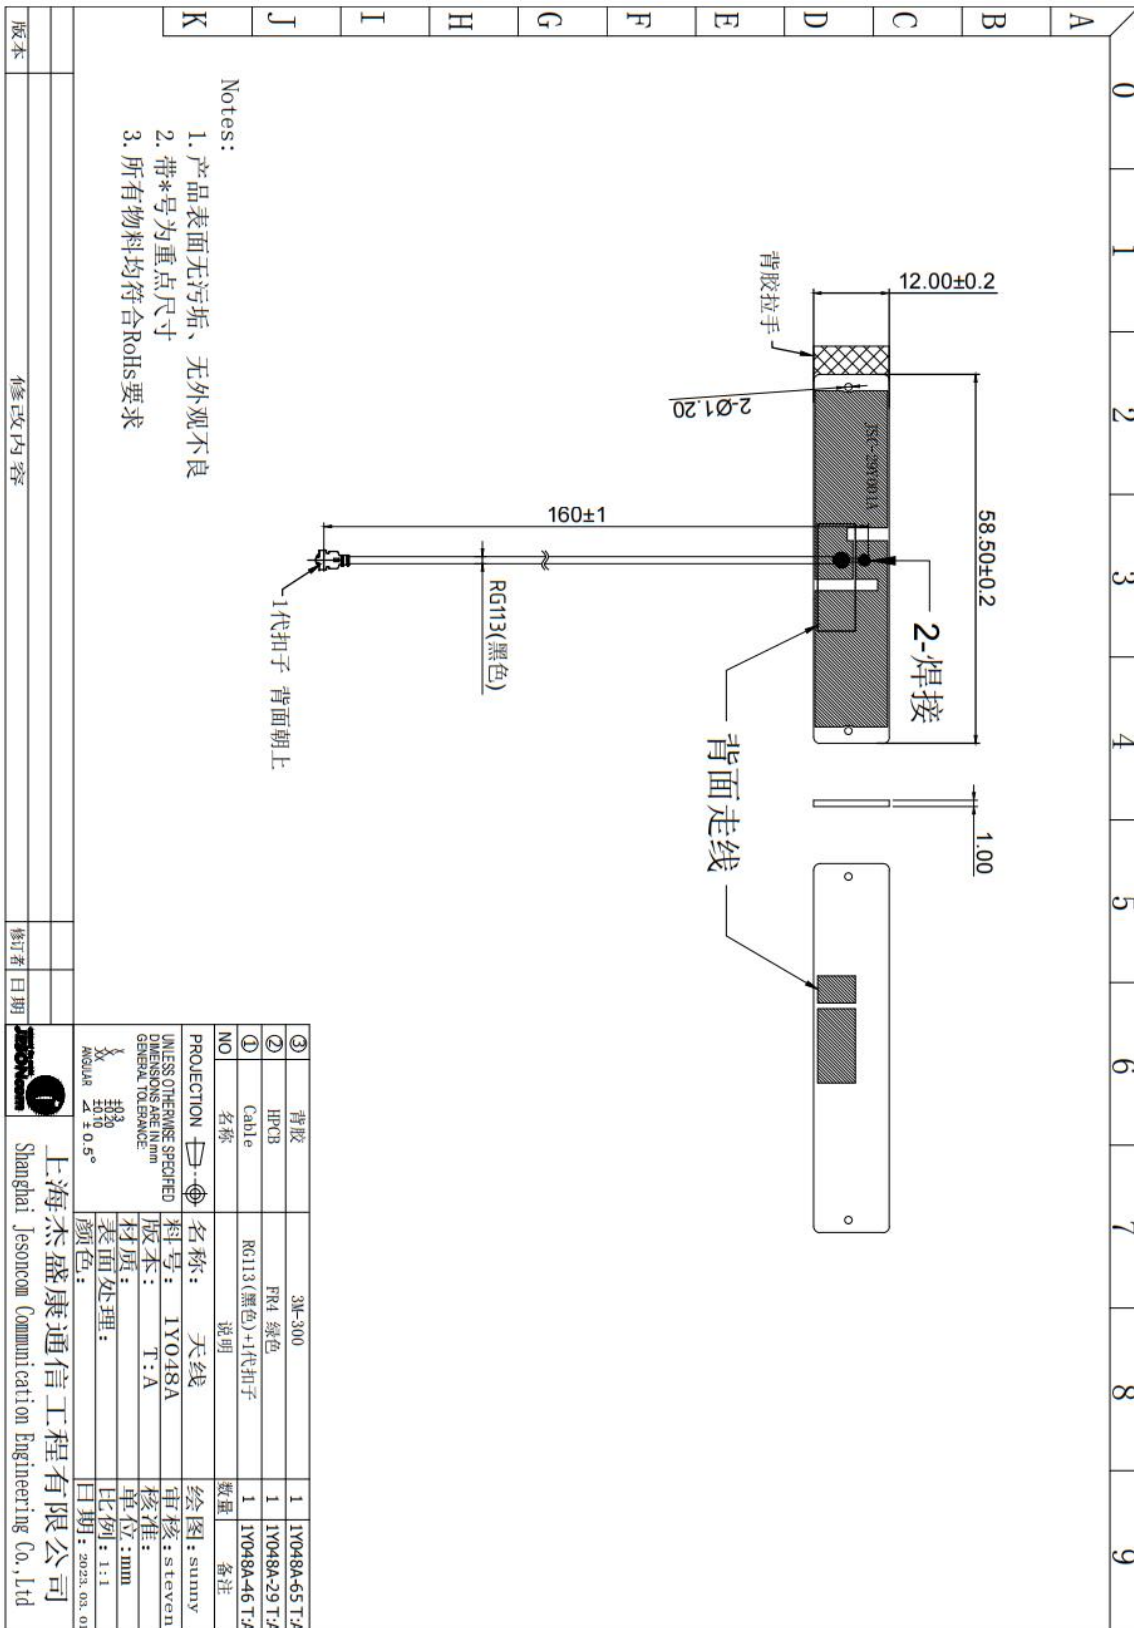 0
1
2
3
4
5
6
7
8
9
A
B
C
D
E
F
G
H
I
J
K
12.00±0.2
58.50±0.2
1.00
背胶拉手
2-Ø1.20
JSC-29Y001A
2-焊接
背面走线
160±1
RG113(黑色)
1代扣子 背面朝上
Notes:
1. 产品表面无污垢、无外观不良
2. 带*号为重点尺寸
3. 所有物料均符合RoHs要求
③ 背胶 3M-300 1 1Y048A-65 T:A
② HPCB FR4 绿色 1 1Y048A-29 T:A
① Cable RG113(黑色)+1代扣子 1 1Y048A-46 T:A
NO 名称 说明 数量 备注
PROJECTION
UNLESS OTHERWISE SPECIFIED
DIMENSIONS ARE IN mm
GENERAL TOLERANCE:
X ±0.3
.X ±0.20
.XX ±0.10
ANGULAR ∠ ±0.5°
名称: 天线
料号: 1Y048A
版本: T:A
材质:
表面处理:
颜色:
绘图: sunny
审核: steven
核准:
单位: mm
比例: 1:1
日期: 2023.03.01
JESONcom
上海杰盛康通信工程有限公司
Shanghai Jesoncom Communication Engineering Co.,Ltd
版本 修改内容 修订者 日期